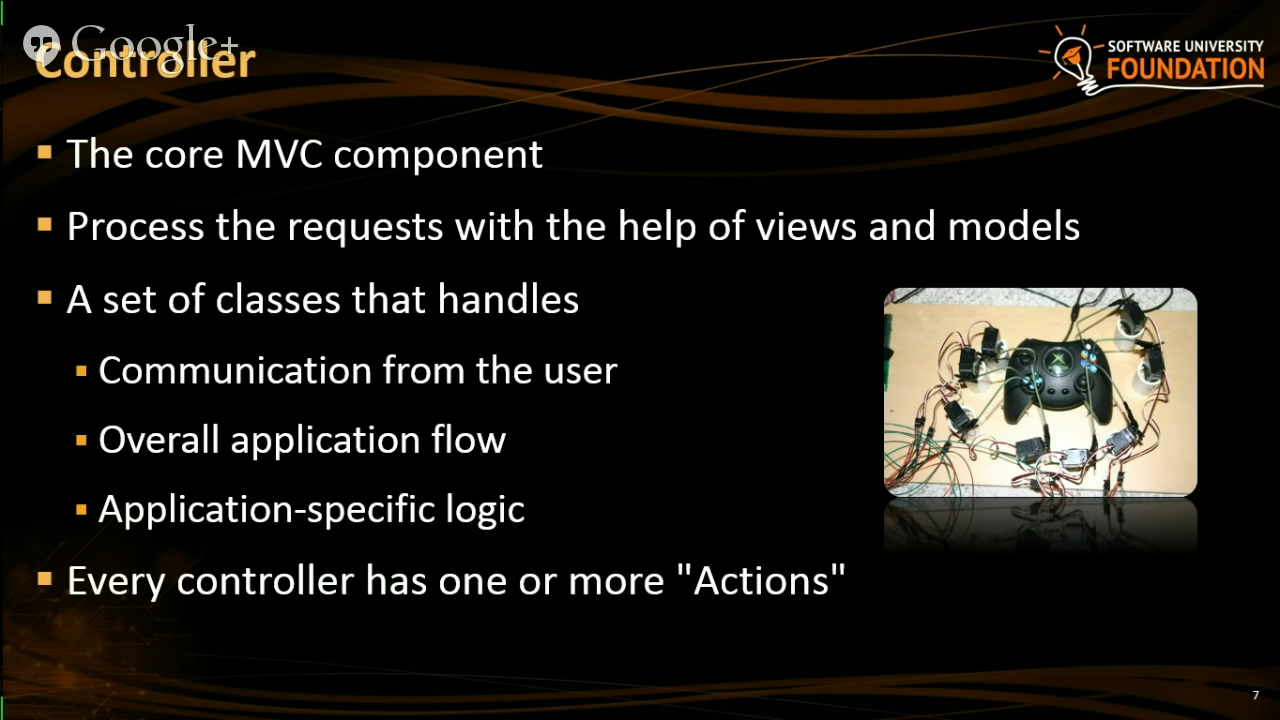 Google+
Controller
SOFTWARE UNIVERSITY
FOUNDATION
The core MVC component
Process the requests with the help of views and models
A set of classes that handles
Communication from the user
Overall application flow
Application-specific logic
Every controller has one or more "Actions"
7